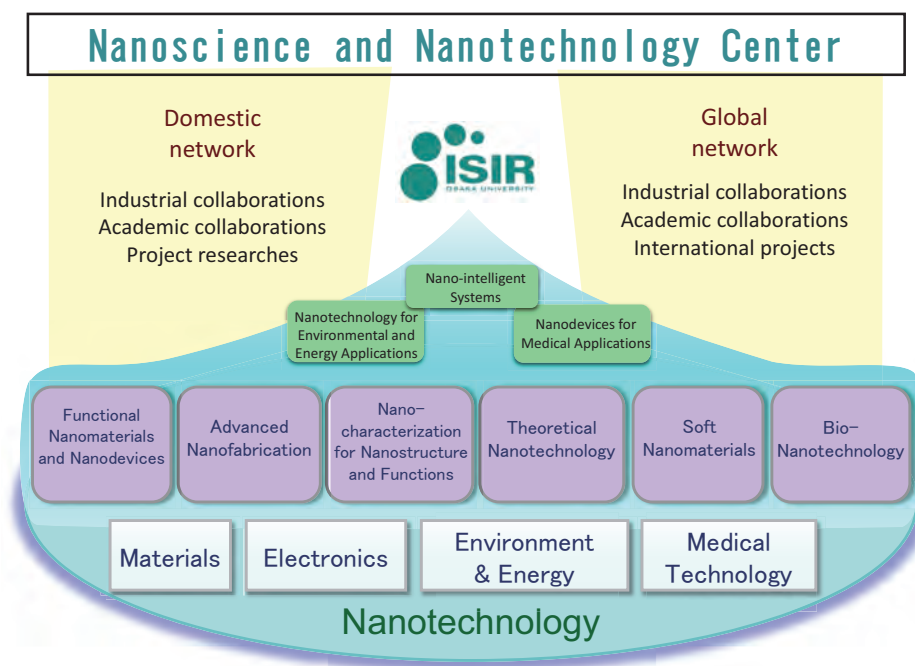 Nanoscience and Nanotechnology Center
Domestic
network
Industrial collaborations
Academic collaborations
Project researches
ISIR
OSAKA UNIVERSITY
Global
network
Industrial collaborations
Academic collaborations
International projects
Nano-intelligent
Systems
Nanotechnology for
Environmental and
Energy Applications
Nanodevices for
Medical Applications
Functional
Nanomaterials
and Nanodevices
Advanced
Nanofabrication
Nano-
characterization
for Nanostructure
and Functions
Theoretical
Nanotechnology
Soft
Nanomaterials
Bio-
Nanotechnology
Materials
Electronics
Environment
& Energy
Medical
Technology
Nanotechnology